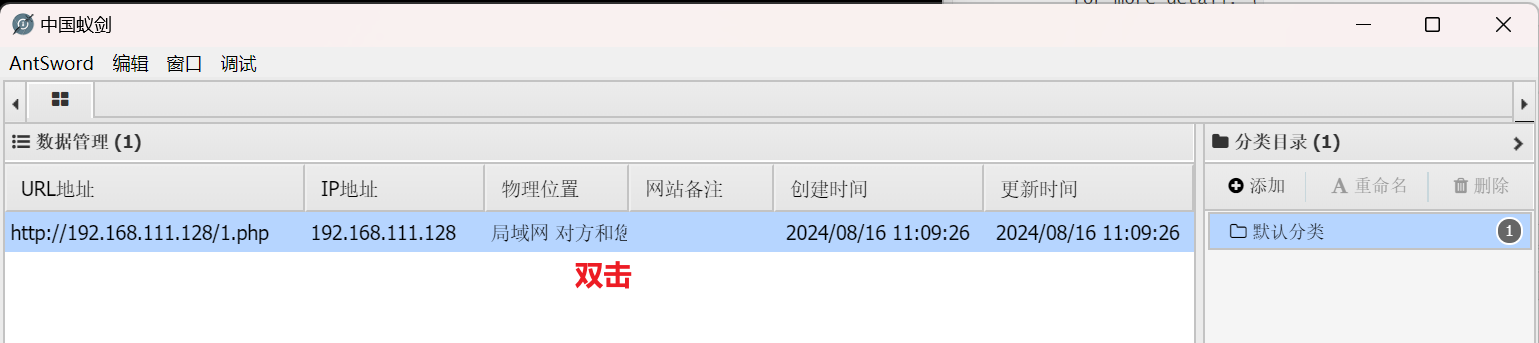 for more detail. i
中国蚁剑
AntSword 编辑 窗口 调试
数据管理 (1)
分类目录 (1)
URL地址 IP地址 物理位置 网站备注 创建时间 更新时间
添加 重命名 删除
http://192.168.111.128/1.php 192.168.111.128 局域网 对方和您 2024/08/16 11:09:26 2024/08/16 11:09:26
默认分类 1
双击